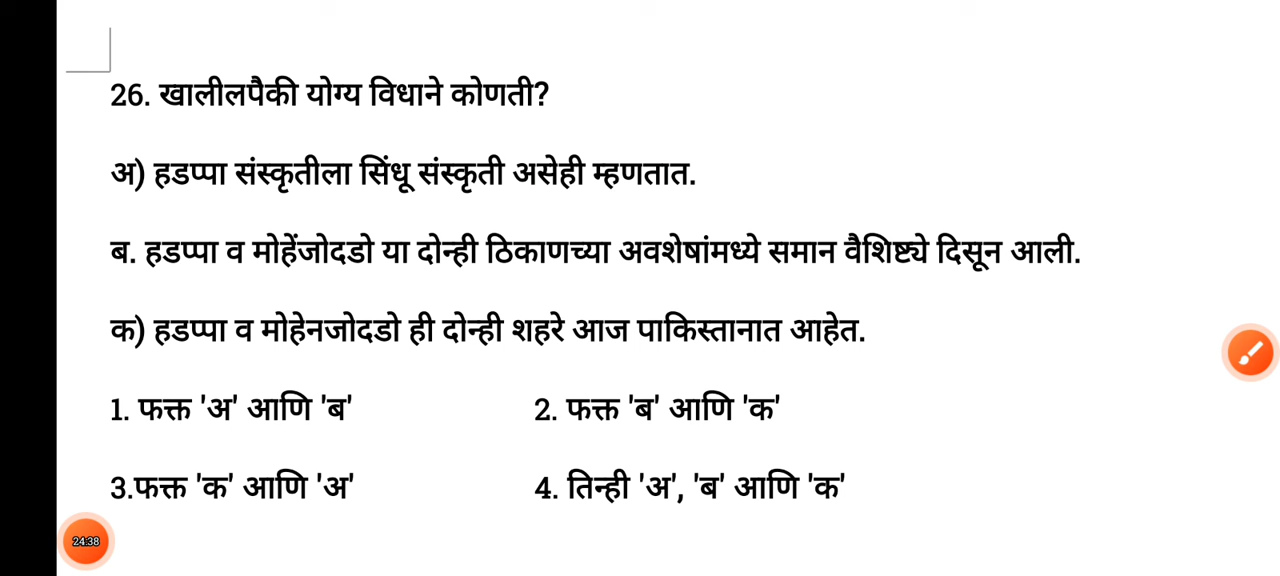 26. खालीलपैकी योग्य विधाने कोणती?
अ) हडप्पा संस्कृतीला सिंधू संस्कृती असेही म्हणतात.
ब. हडप्पा व मोहेंजोदडो या दोन्ही ठिकाणच्या अवशेषांमध्ये समान वैशिष्ट्ये दिसून आली.
क) हडप्पा व मोहेनजोदडो ही दोन्ही शहरे आज पाकिस्तानात आहेत.
1. फक्त 'अ' आणि 'ब' 2. फक्त 'ब' आणि 'क'
3.फक्त 'क' आणि 'अ' 4. तिन्ही 'अ', 'ब' आणि 'क'
24:38